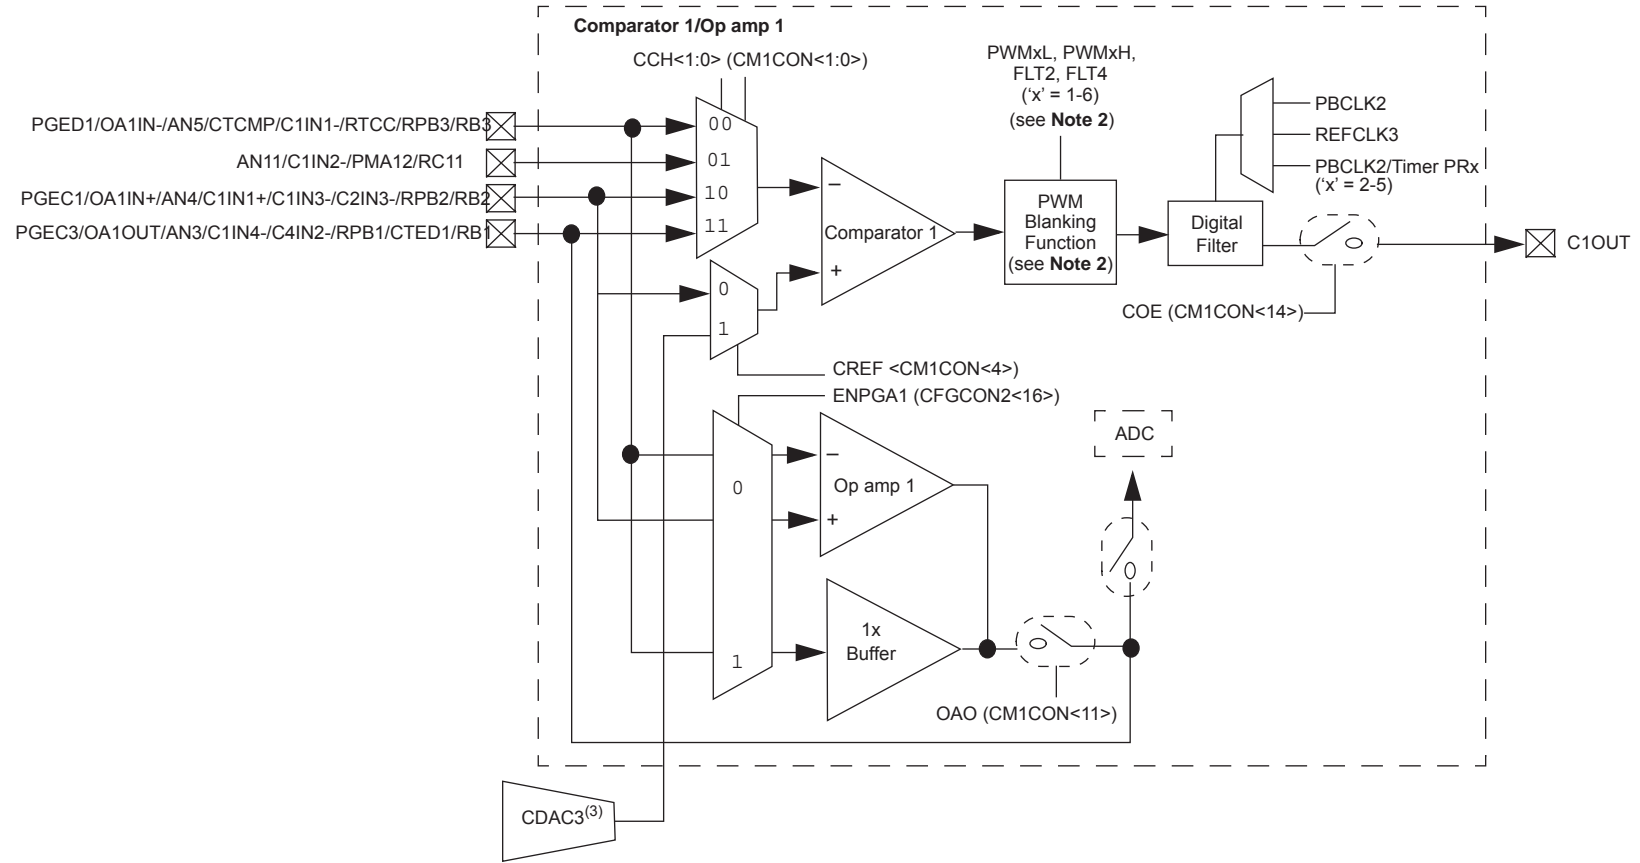 Comparator 1/Op amp 1
CCH<1:0> (CM1CON<1:0>)
PWMxL, PWMxH,
FLT2, FLT4
('x' = 1-6)
(see Note 2)
PBCLK2
REFCLK3
PBCLK2/Timer PRx
('x' = 2-5)
PGED1/OA1IN-/AN5/CTCMP/C1IN1-/RTCC/RPB3/RB3
AN11/C1IN2-/PMA12/RC11
PGEC1/OA1IN+/AN4/C1IN1+/C1IN3-/C2IN3-/RPB2/RB2
PGEC3/OA1OUT/AN3/C1IN4-/C4IN2-/RPB1/CTED1/RB1
00
01
10
11
–
Comparator 1
+
PWM
Blanking
Function
(see Note 2)
Digital
Filter
C1OUT
COE (CM1CON<14>)
0
1
CREF <CM1CON<4>)
ENPGA1 (CFGCON2<16>)
ADC
0
1
–
Op amp 1
+
1x
Buffer
OAO (CM1CON<11>)
CDAC3(3)